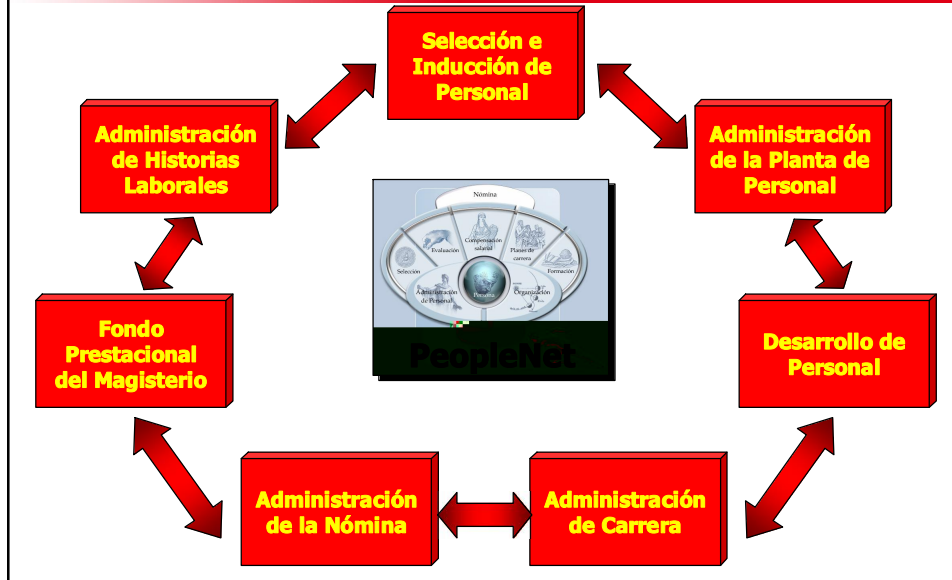 Selección e
Inducción de
Personal
Administración
de Historias
Laborales
Administración
de la Planta de
Personal
Nómina
Evaluación
Compensación
salarial
Planes de
carrera
Selección
Formación
Administración
de Personal
Persona
Organización
PeopleNet
Fondo
Prestacional
del Magisterio
Desarrollo de
Personal
Administración
de la Nómina
Administración
de Carrera